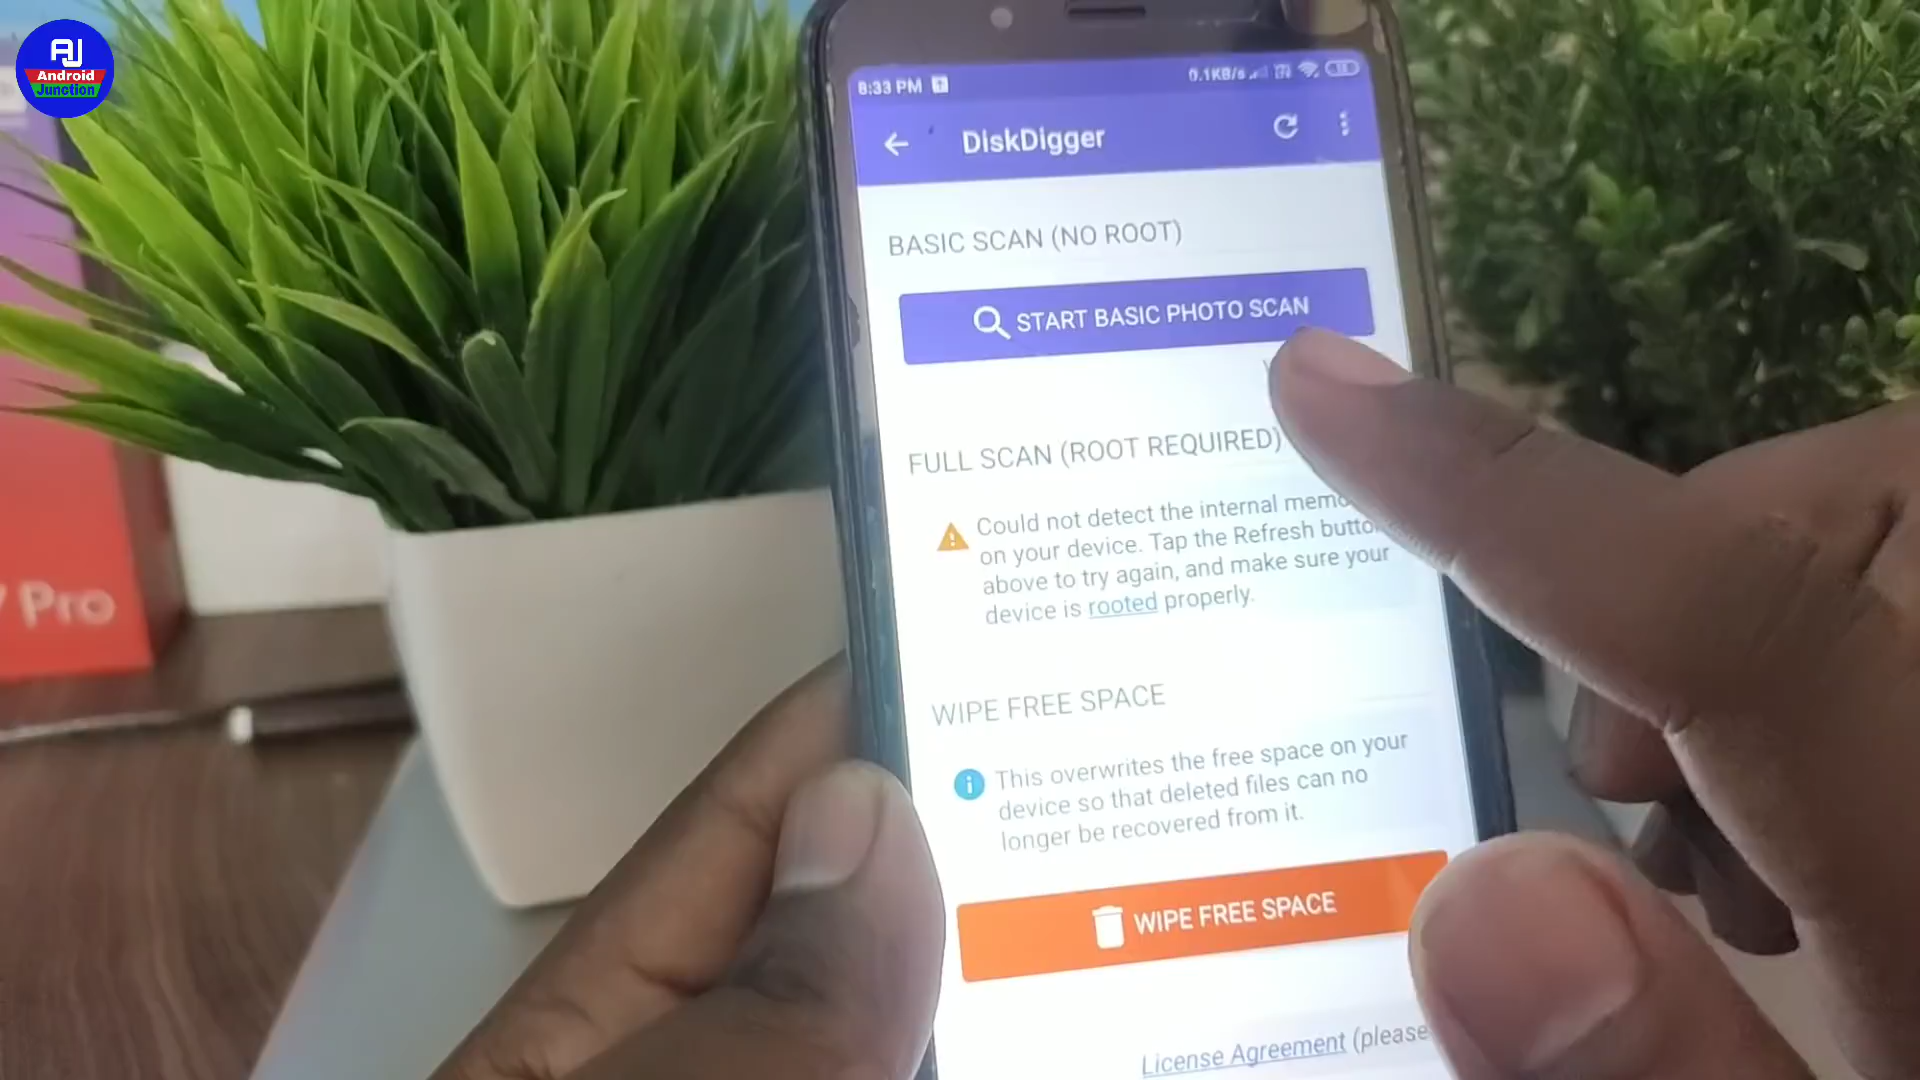 AJ
Android
Junction
8:33 PM
0.1KB/s
DiskDigger
BASIC SCAN (NO ROOT)
START BASIC PHOTO SCAN
FULL SCAN (ROOT REQUIRED)
Could not detect the internal memo
on your device. Tap the Refresh butto
above to try again, and make sure your
device is rooted properly.
WIPE FREE SPACE
This overwrites the free space on your
device so that deleted files can no
longer be recovered from it.
WIPE FREE SPACE
License Agreement (please
Pro